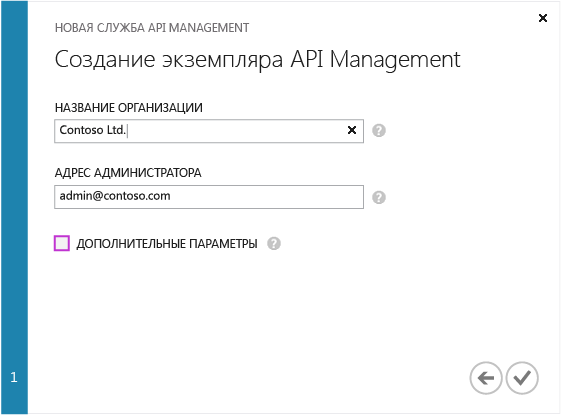 НОВАЯ СЛУЖБА API MANAGEMENT
Создание экземпляра API Management
НАЗВАНИЕ ОРГАНИЗАЦИИ
Contoso Ltd.
?
АДРЕС АДМИНИСТРАТОРА
admin@contoso.com
?
ДОПОЛНИТЕЛЬНЫЕ ПАРАМЕТРЫ ?
1